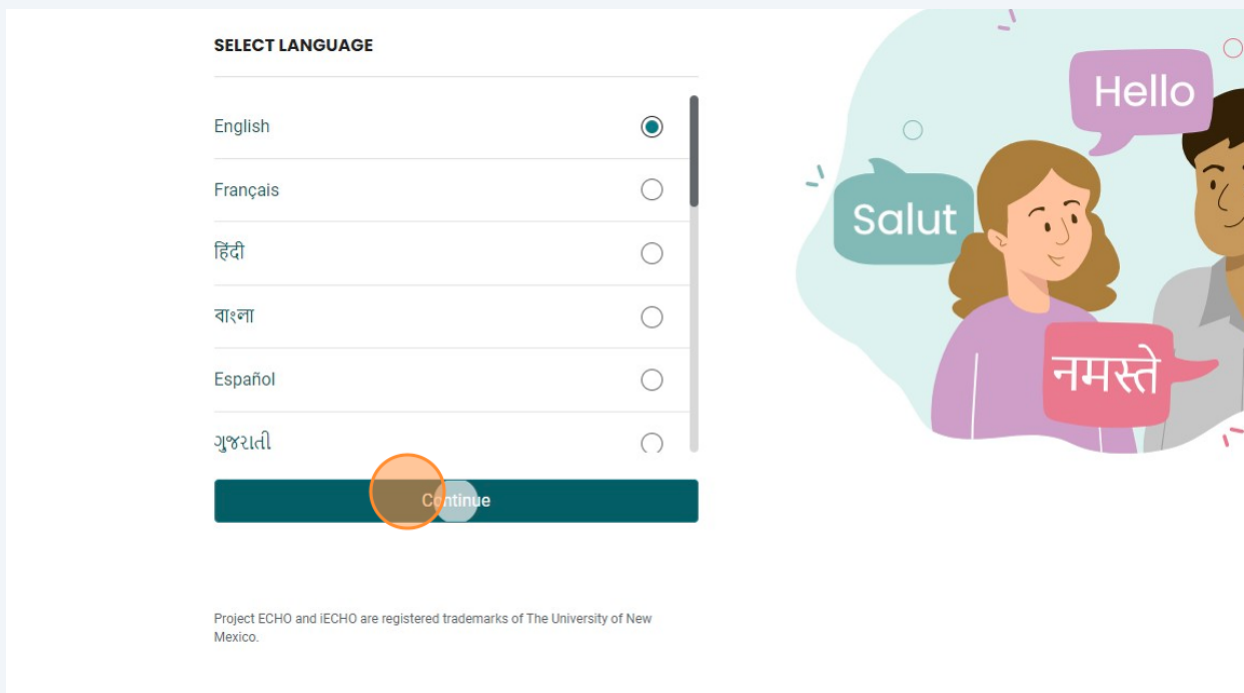 SELECT LANGUAGE
English
Français
हिंदी
বাংলা
Español
ગુજરાતી
Continue
Project ECHO and iECHO are registered trademarks of The University of New
Mexico.
Hello
Salut
नमस्ते